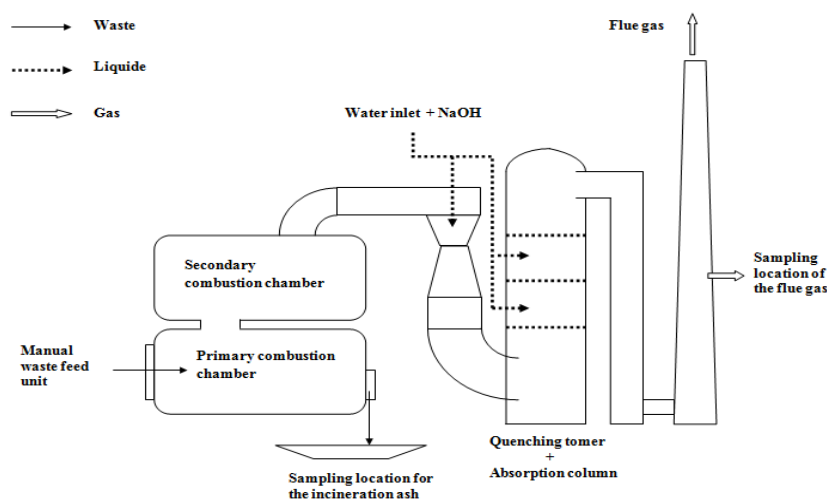 Waste
Liquide
Gas
Flue gas
Water inlet + NaOH
Secondary
combustion chamber
Sampling
location of
the flue gas
Manual
waste feed
unit
Primary combustion
chamber
Quenching tomer
+
Absorption column
Sampling location for
the incineration ash